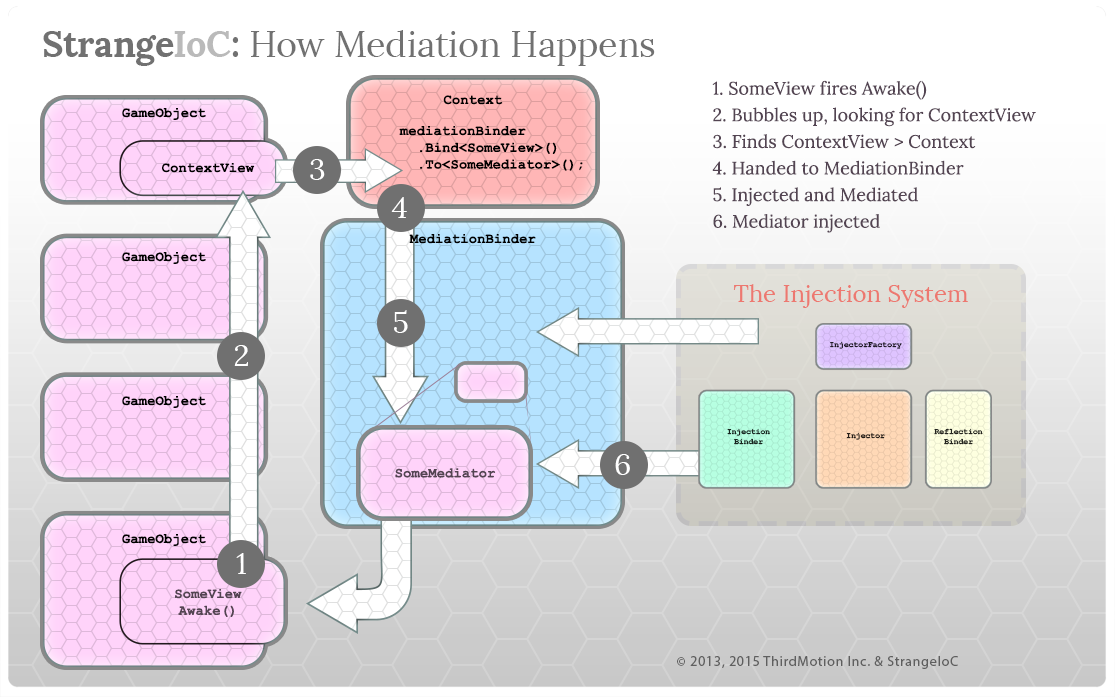 StrangeIoC: How Mediation Happens
1. SomeView fires Awake()
2. Bubbles up, looking for ContextView
3. Finds ContextView > Context
4. Handed to MediationBinder
5. Injected and Mediated
6. Mediator injected
GameObject
ContextView
3
Context
mediationBinder
.Bind<SomeView>()
.To<SomeMediator>();
4
MediationBinder
GameObject
2
5
GameObject
SomeMediator
6
GameObject
1
SomeView
Awake()
The Injection System
InjectorFactory
Injection
Binder
Injector
Reflection
Binder
© 2013, 2015 ThirdMotion Inc. & StrangeIoC